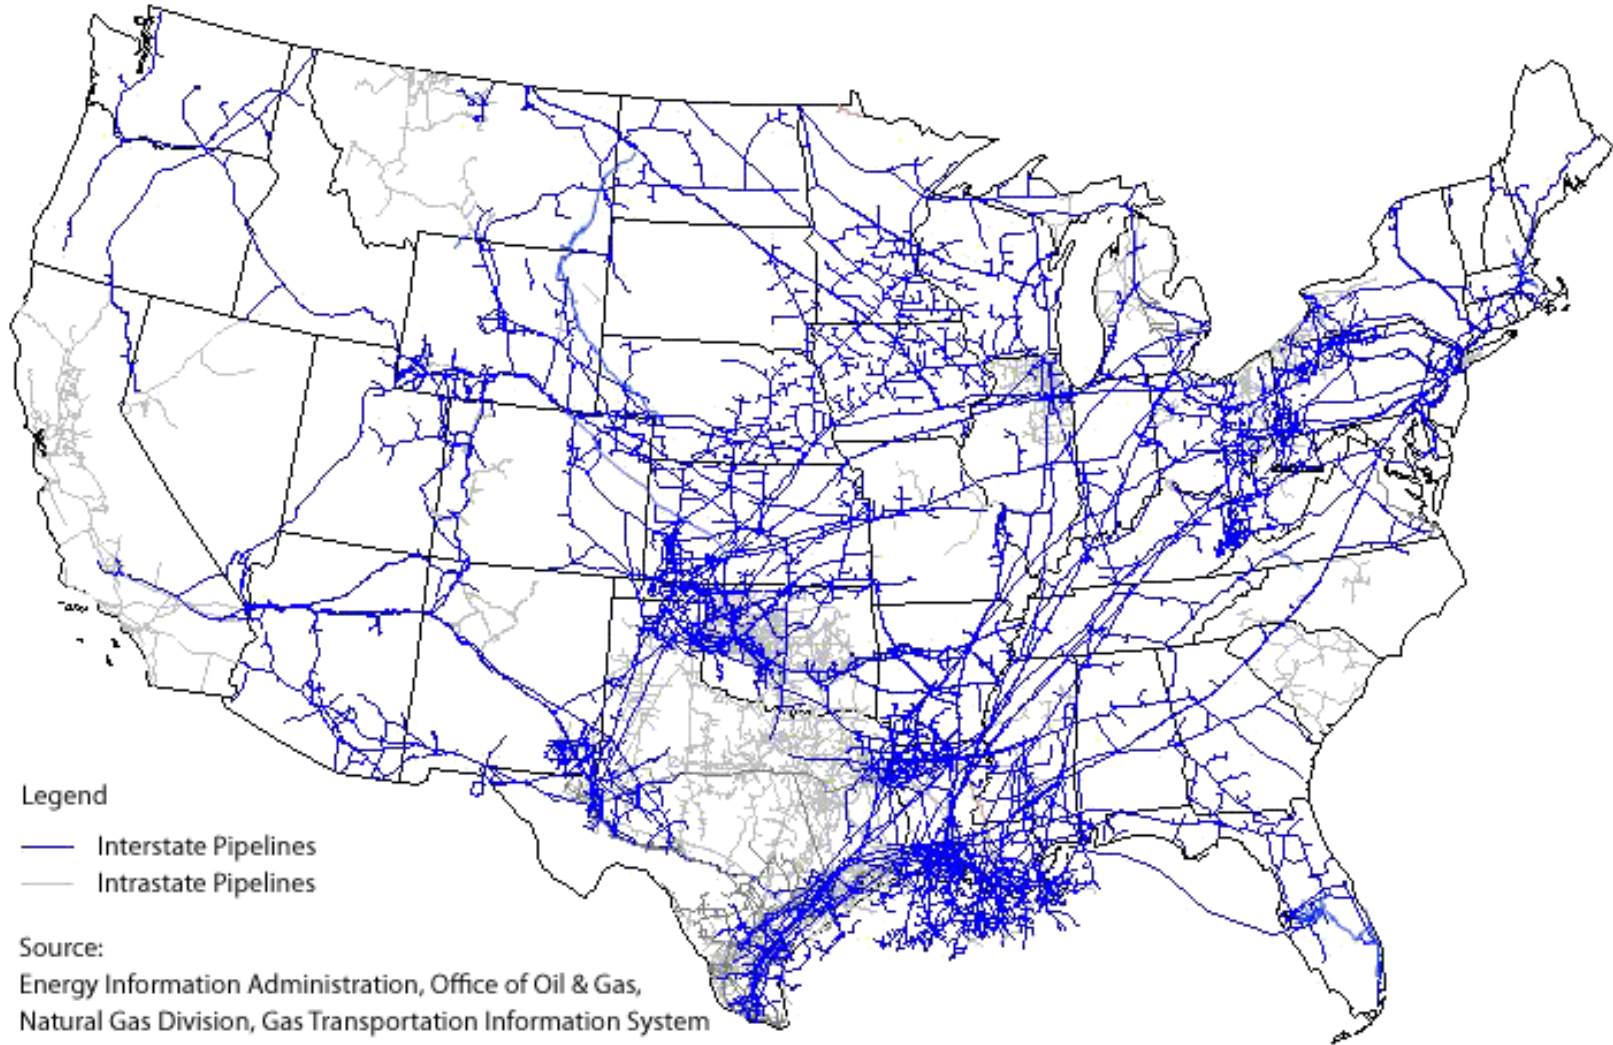 Legend
Interstate Pipelines
Intrastate Pipelines
Source:
Energy Information Administration, Office of Oil & Gas,
Natural Gas Division, Gas Transportation Information System